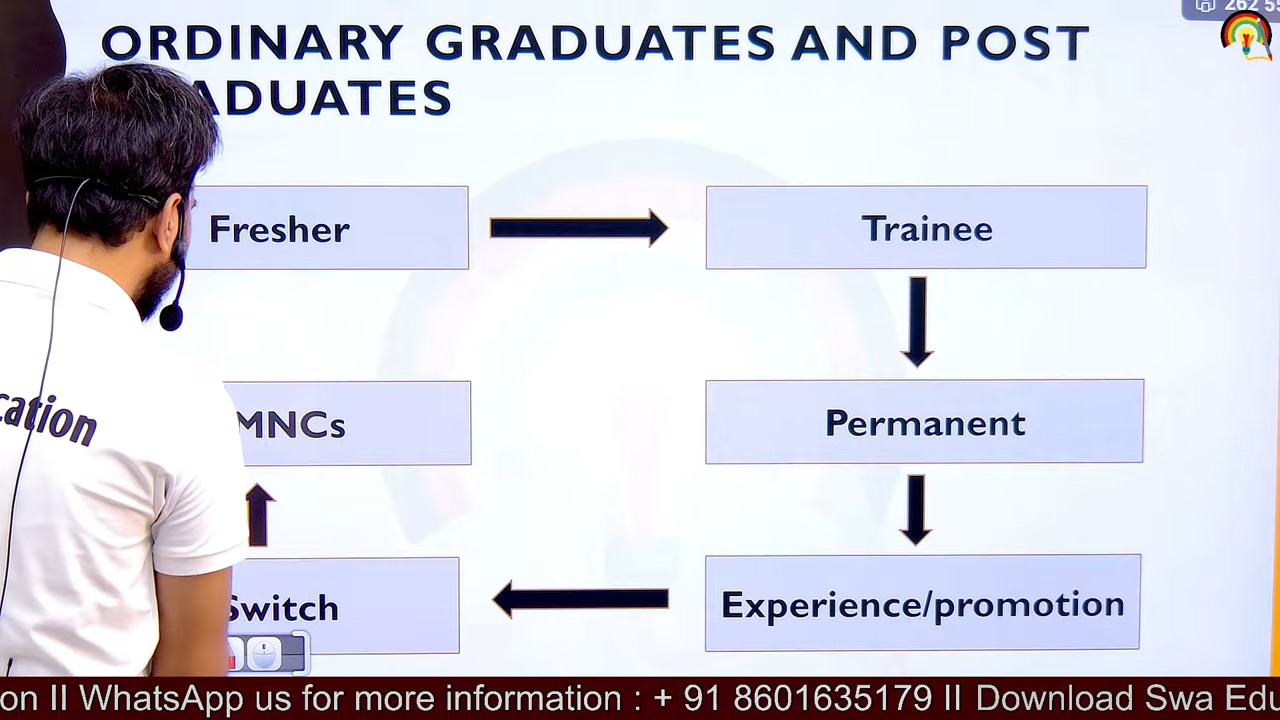 ORDINARY GRADUATES AND POST
ADUATES
Fresher
Trainee
MNCs
Permanent
Switch
Experience/promotion
cation
on II WhatsApp us for more information : + 91 8601635179 II Download Swa Edu